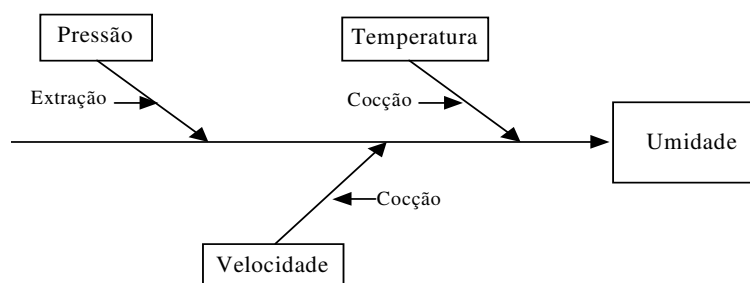 Pressão
Temperatura
Extração
Cocção
Umidade
Cocção
Velocidade